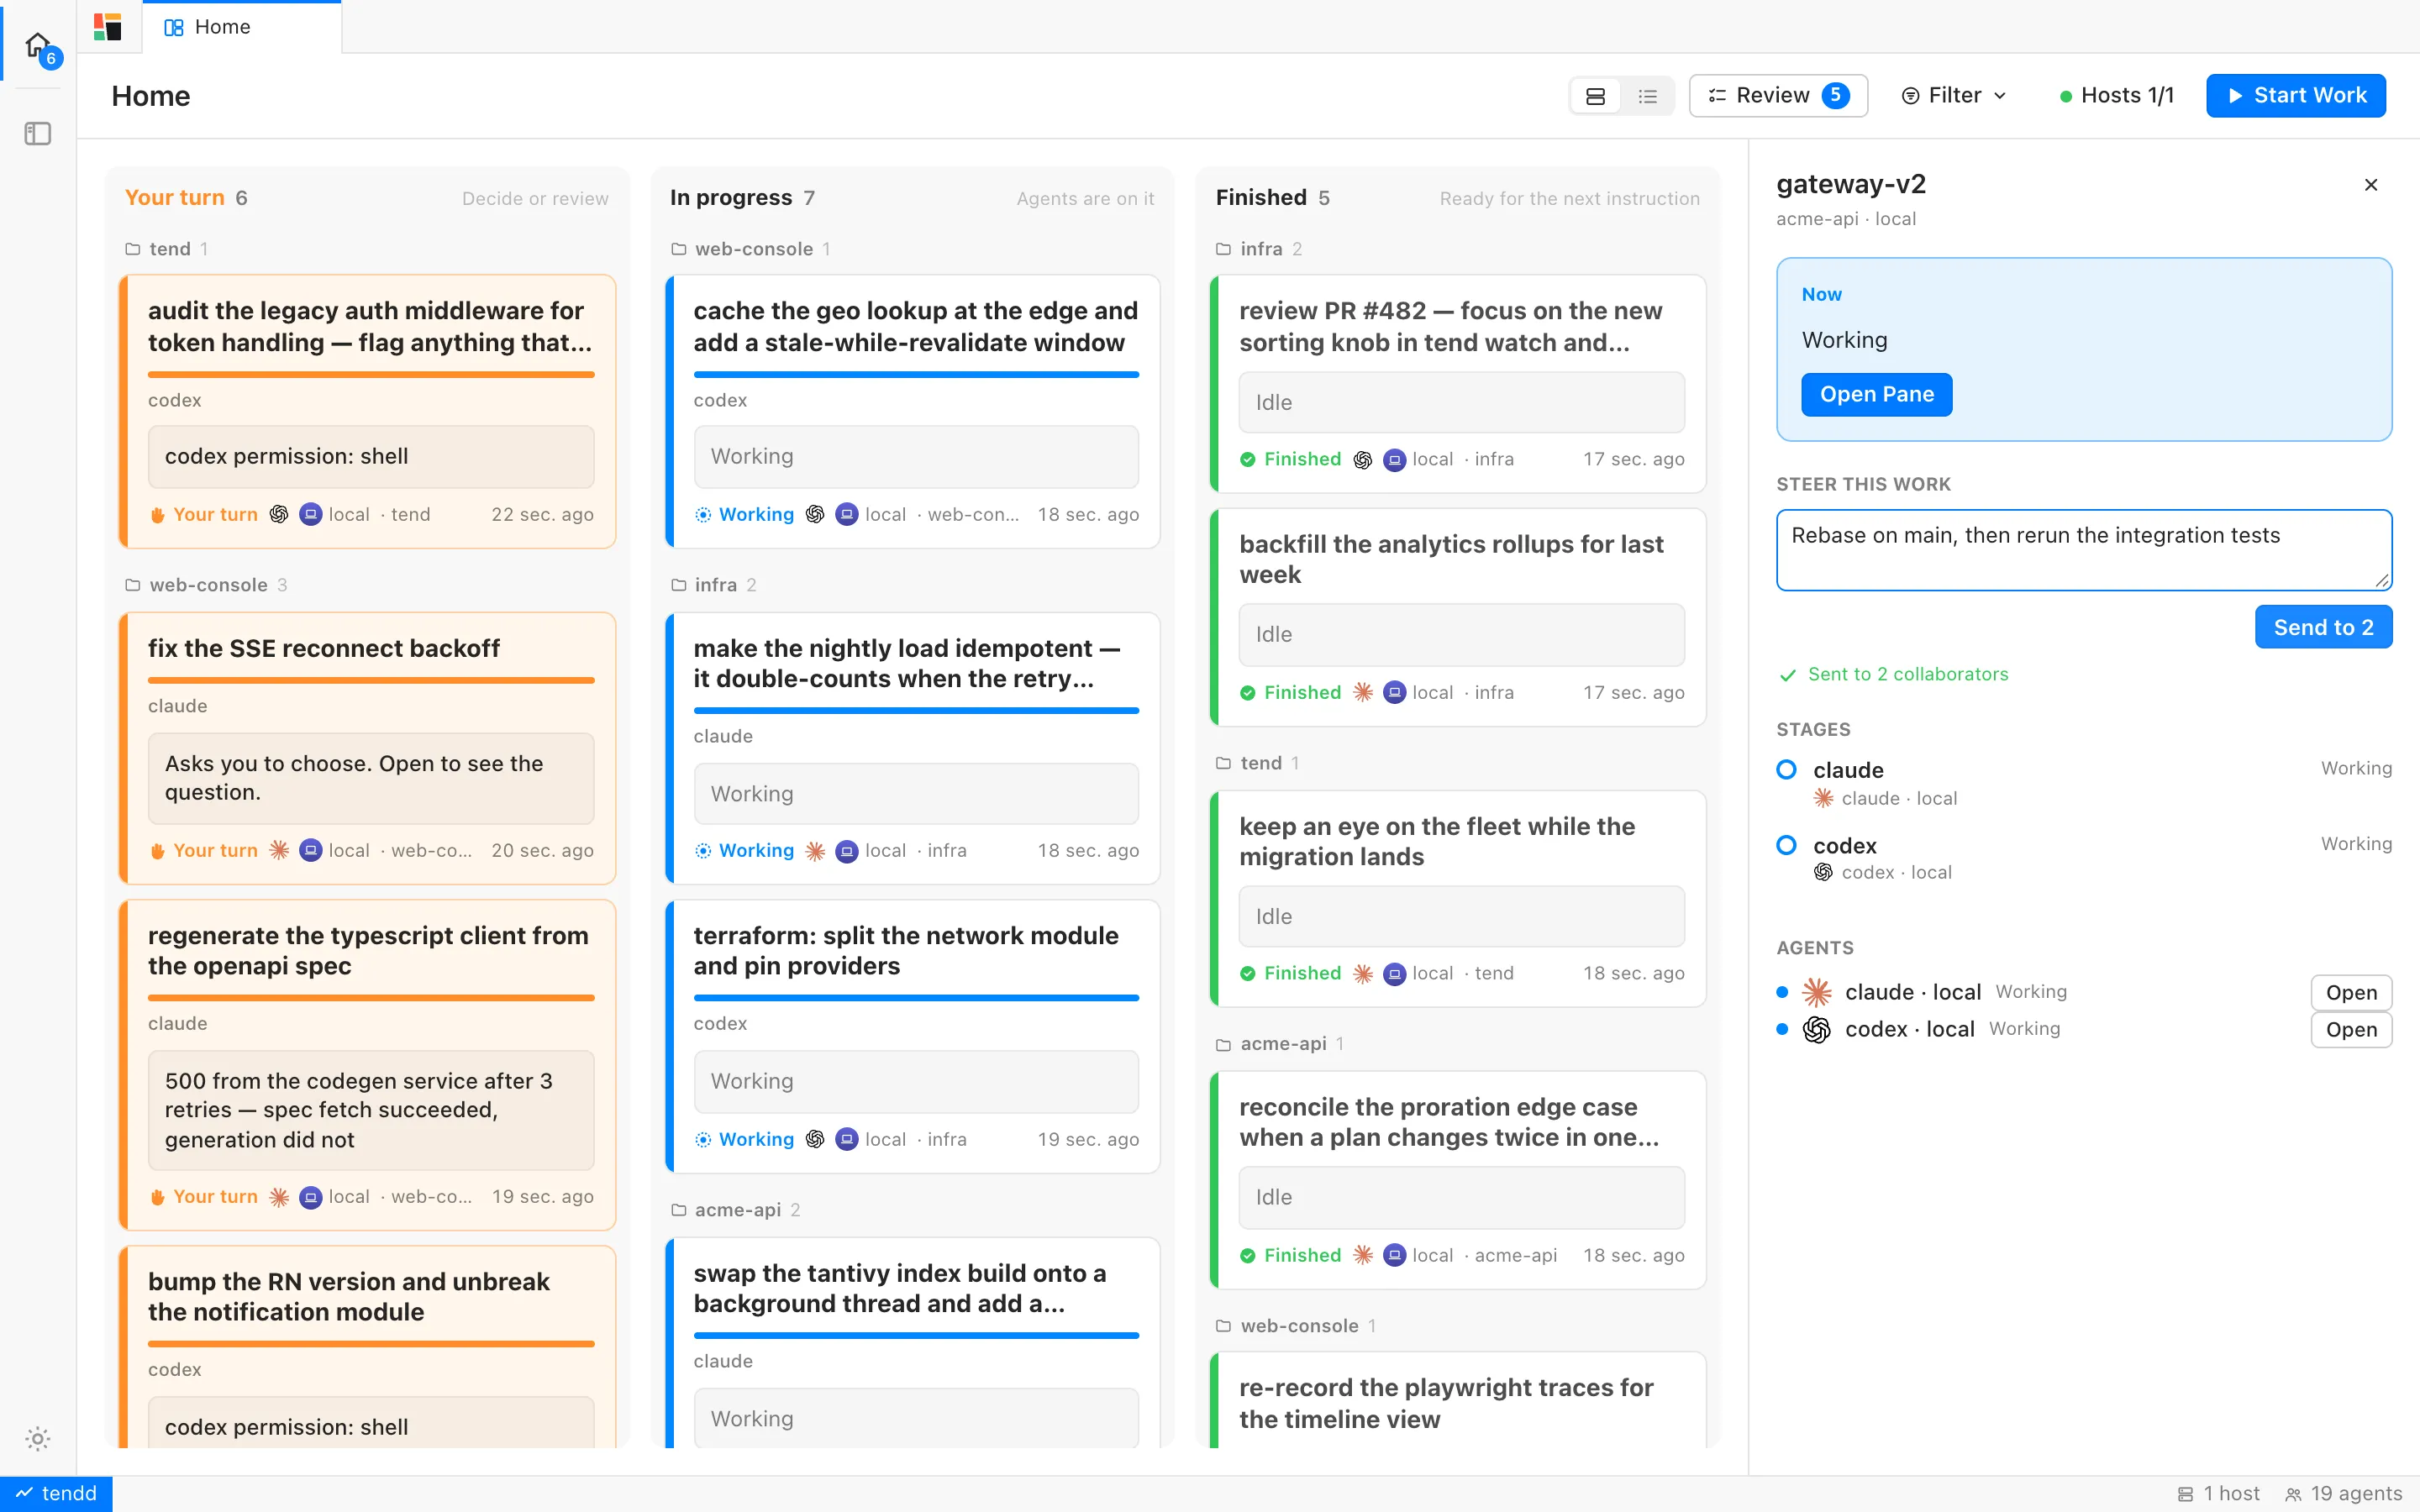 Home
6
Home
Review 5
Filter
Hosts 1/1
Start Work
Your turn 6
Decide or review
tend 1
audit the legacy auth middleware for
token handling — flag anything that...
codex
codex permission: shell
Your turn local · tend 22 sec. ago
web-console 3
fix the SSE reconnect backoff
claude
Asks you to choose. Open to see the
question.
Your turn local · web-co... 20 sec. ago
regenerate the typescript client from
the openapi spec
claude
500 from the codegen service after 3
retries — spec fetch succeeded,
generation did not
Your turn local · web-co... 19 sec. ago
bump the RN version and unbreak
the notification module
codex
codex permission: shell
In progress 7
Agents are on it
web-console 1
cache the geo lookup at the edge and
add a stale-while-revalidate window
codex
Working
Working local · web-con... 18 sec. ago
infra 2
make the nightly load idempotent —
it double-counts when the retry...
claude
Working
Working local · infra 18 sec. ago
terraform: split the network module
and pin providers
codex
Working
Working local · infra 19 sec. ago
acme-api 2
swap the tantivy index build onto a
background thread and add a...
claude
Working
Finished 5
Ready for the next instruction
infra 2
review PR #482 — focus on the new
sorting knob in tend watch and...
Idle
Finished local · infra 17 sec. ago
backfill the analytics rollups for last
week
Idle
Finished local · infra 17 sec. ago
tend 1
keep an eye on the fleet while the
migration lands
Idle
Finished local · tend 18 sec. ago
acme-api 1
reconcile the proration edge case
when a plan changes twice in one...
Idle
Finished local · acme-api 18 sec. ago
web-console 1
re-record the playwright traces for
the timeline view
gateway-v2
acme-api · local
Now
Working
Open Pane
STEER THIS WORK
Rebase on main, then rerun the integration tests
Send to 2
Sent to 2 collaborators
STAGES
claude Working
claude · local
codex Working
codex · local
AGENTS
claude · local Working Open
codex · local Working Open
tendd
1 host
19 agents